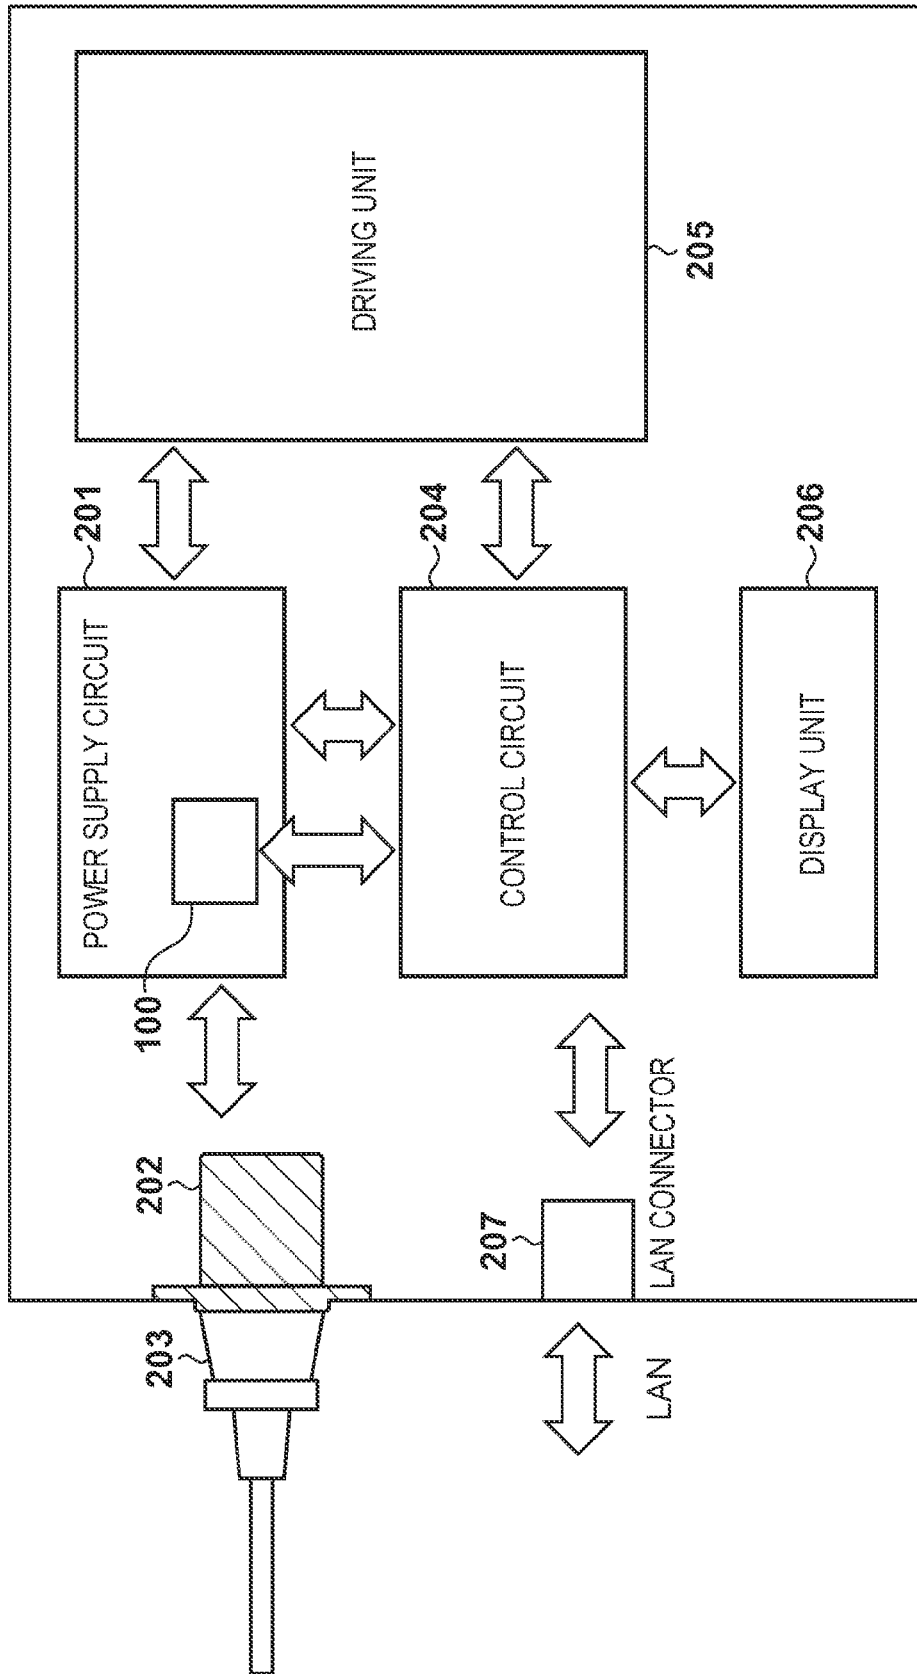 201
POWER SUPPLY CIRCUIT
100
202
203
DRIVING UNIT
205
204
CONTROL CIRCUIT
206
DISPLAY UNIT
207
LAN CONNECTOR
LAN